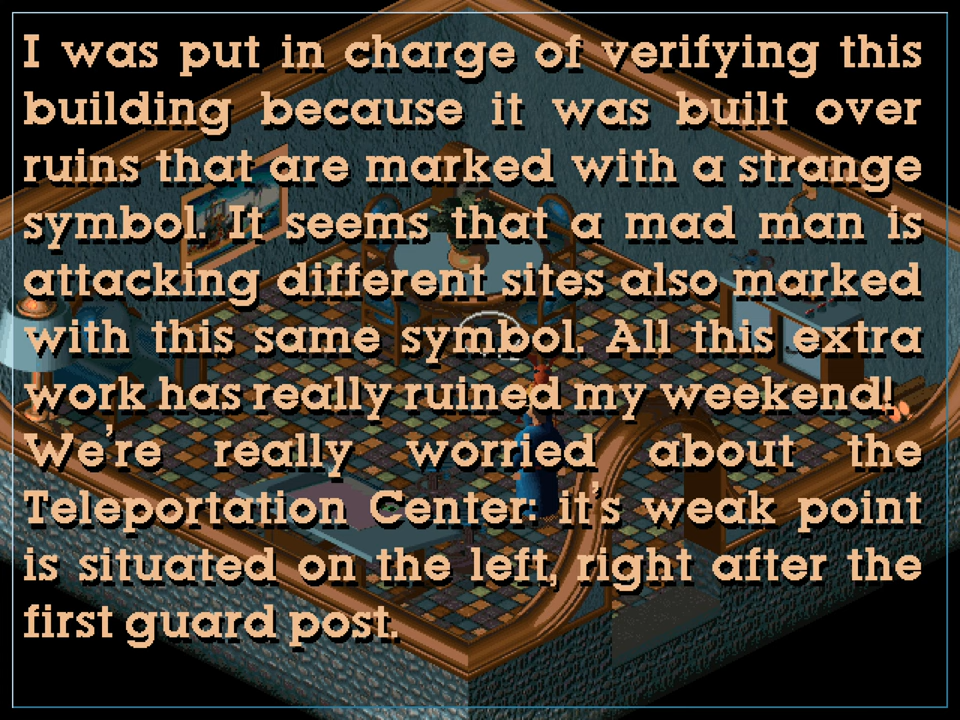 I was put in charge of verifying this
building because it was built over
ruins that are marked with a strange
symbol. It seems that a mad man is
attacking different sites also marked
with this same symbol. All this extra
work has really ruined my weekend!
We're really worried about the
Teleportation Center: it's weak point
is situated on the left, right after the
first guard post.